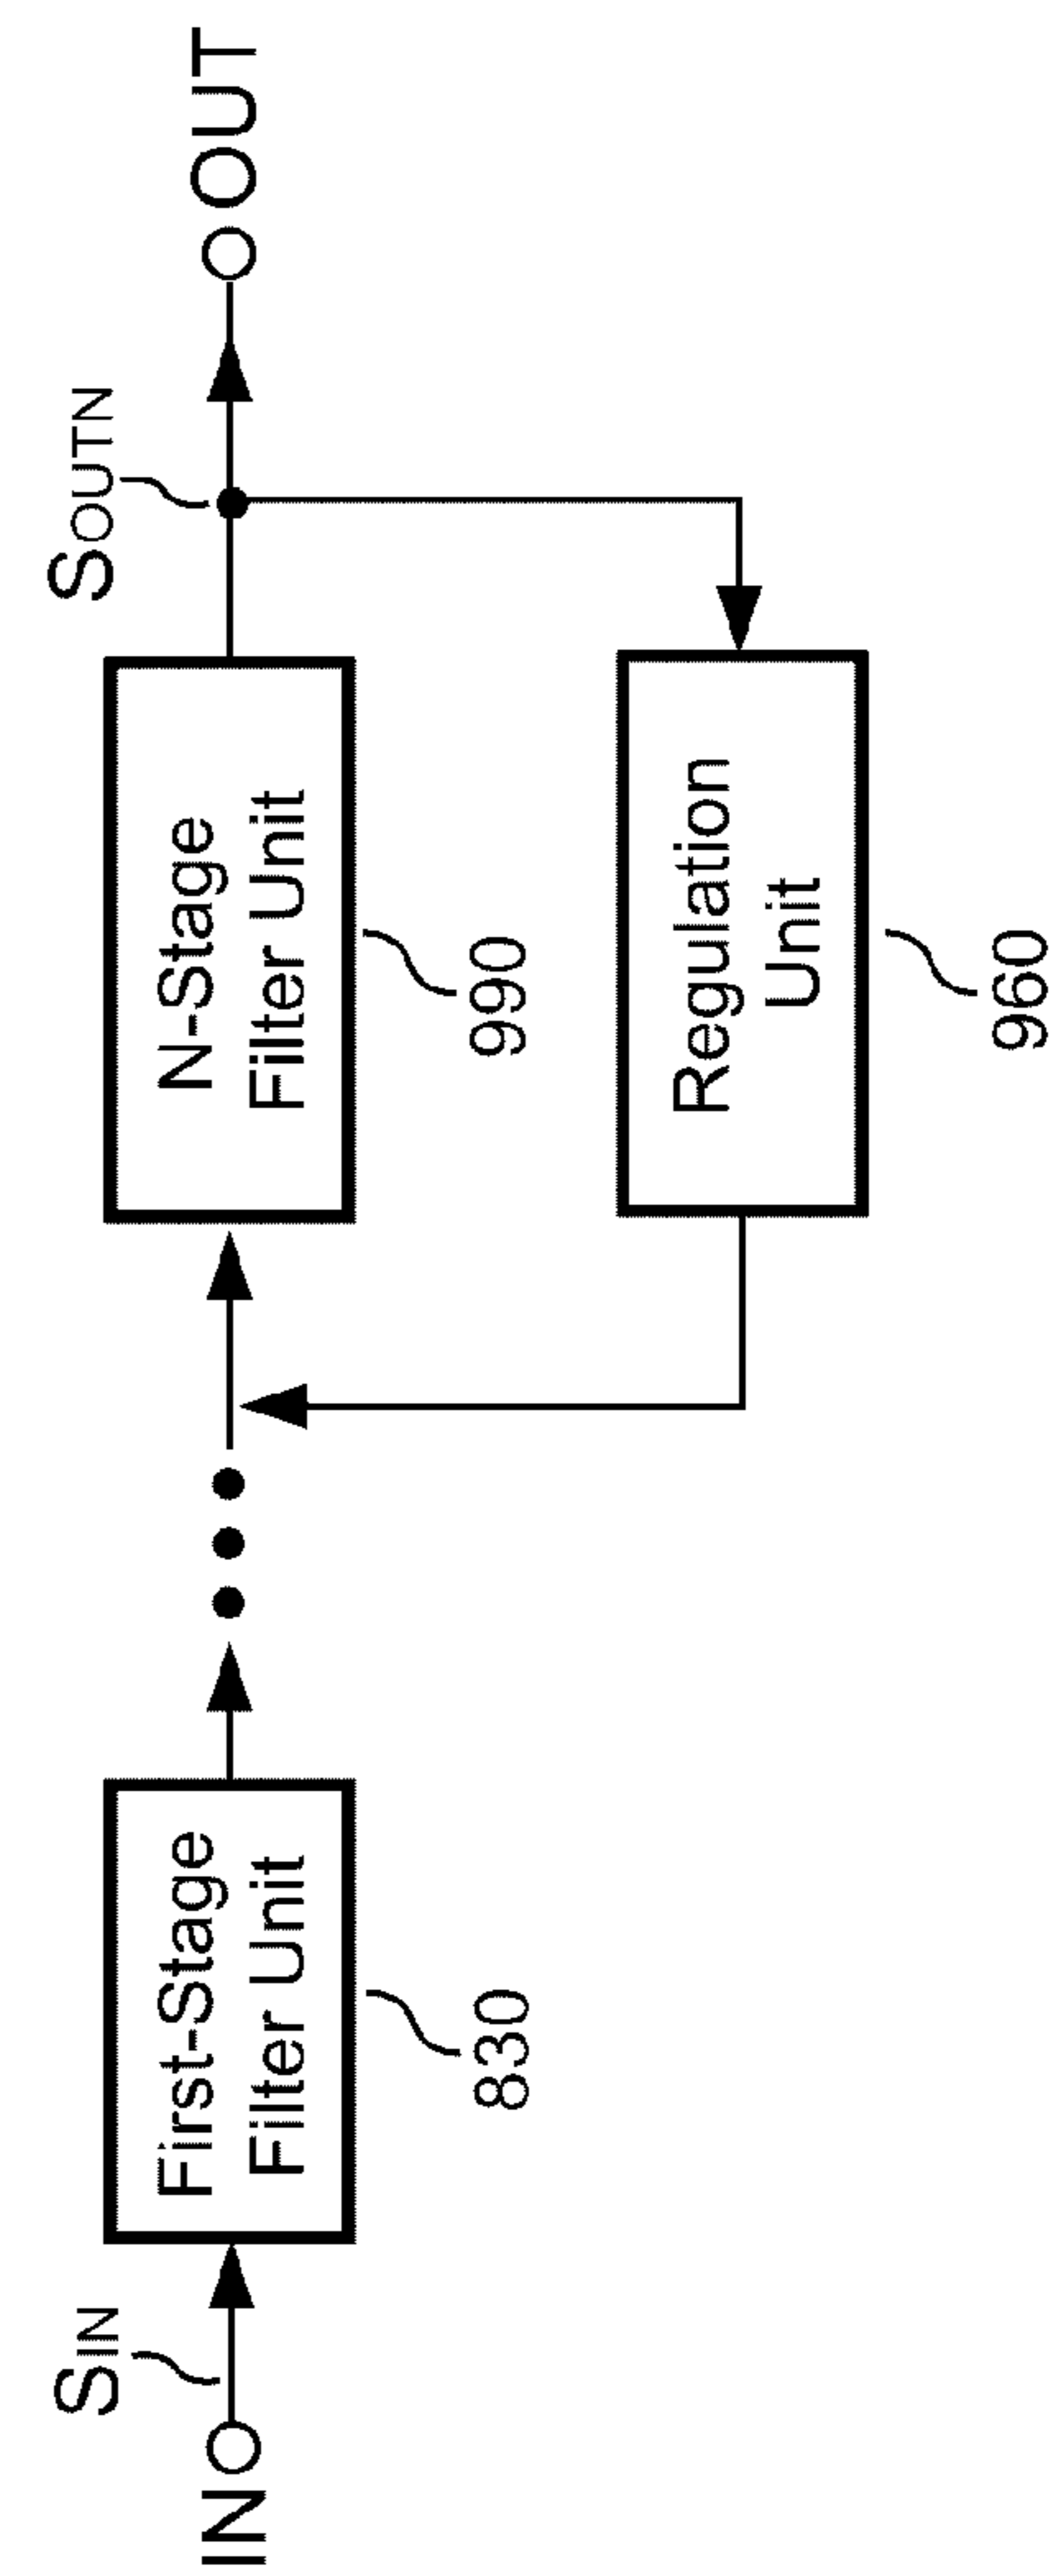 IN
SIN
First-Stage
Filter Unit
830
N-Stage
Filter Unit
990
SOUTN
OUT
Regulation
Unit
960